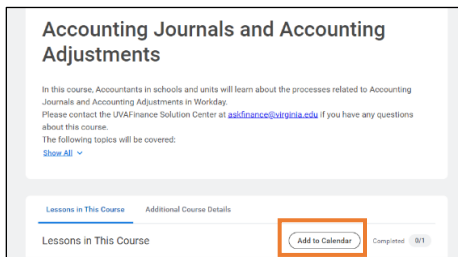 Accounting Journals and Accounting
Adjustments
In this course, Accountants in schools and units will learn about the processes related to Accounting
Journals and Accounting Adjustments in Workday.
Please contact the UVAFinance Solution Center at askfinance@virginia.edu if you have any questions
about this course.
The following topics will be covered:
Show All
Lessons in This Course Additional Course Details
Lessons in This Course Add to Calendar Completed 0/1